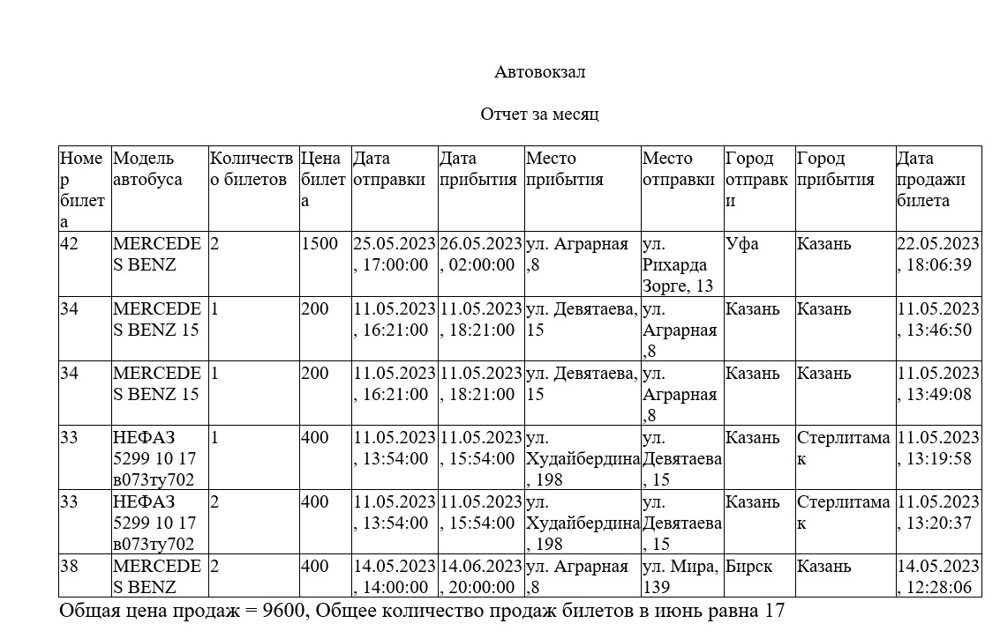 Автовокзал
Отчет за месяц
Номе Модель Количеств Цена Дата Дата Место Место Город Город Дата
р автобуса о билетов билет отправки прибытия прибытия отправки отправк прибытия продажи
билет а и билета
а
42 MERCEDE 2 1500 25.05.2023 26.05.2023 ул. Аграрная ул. Уфа Казань 22.05.2023
S BENZ , 17:00:00 , 02:00:00 ,8 Рихарда , 18:06:39
Зорге, 13
34 MERCEDE 1 200 11.05.2023 11.05.2023 ул. Девятаева, ул. Казань Казань 11.05.2023
S BENZ 15 , 16:21:00 , 18:21:00 15 Аграрная , 13:46:50
,8
34 MERCEDE 1 200 11.05.2023 11.05.2023 ул. Девятаева, ул. Казань Казань 11.05.2023
S BENZ 15 , 16:21:00 , 18:21:00 15 Аграрная , 13:49:08
,8
33 НЕФАЗ 1 400 11.05.2023 11.05.2023 ул. ул. Казань Стерлитама 11.05.2023
5299 10 17 , 13:54:00 , 15:54:00 Худайбердина Девятаева к , 13:19:58
в073ту702 , 198 , 15
33 НЕФАЗ 2 400 11.05.2023 11.05.2023 ул. ул. Казань Стерлитама 11.05.2023
5299 10 17 , 13:54:00 , 15:54:00 Худайбердина Девятаева к , 13:20:37
в073ту702 , 198 , 15
38 MERCEDE 2 400 14.05.2023 14.06.2023 ул. Аграрная ул. Мира, Бирск Казань 14.05.2023
S BENZ , 14:00:00 , 20:00:00 ,8 139 , 12:28:06
Общая цена продаж = 9600, Общее количество продаж билетов в июнь равна 17